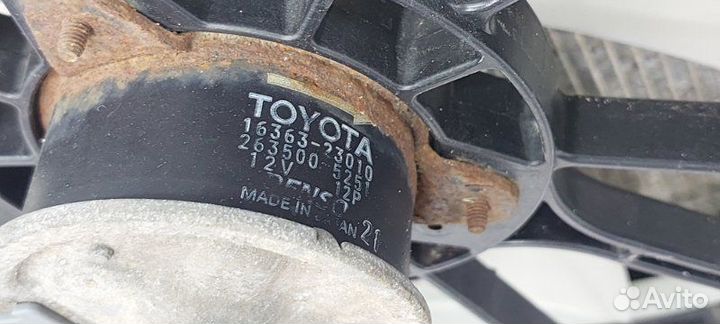 TOYOTA
16363-23010
263500-5251
12V 12P
DENSO
MADE IN JAPAN 21
Avito